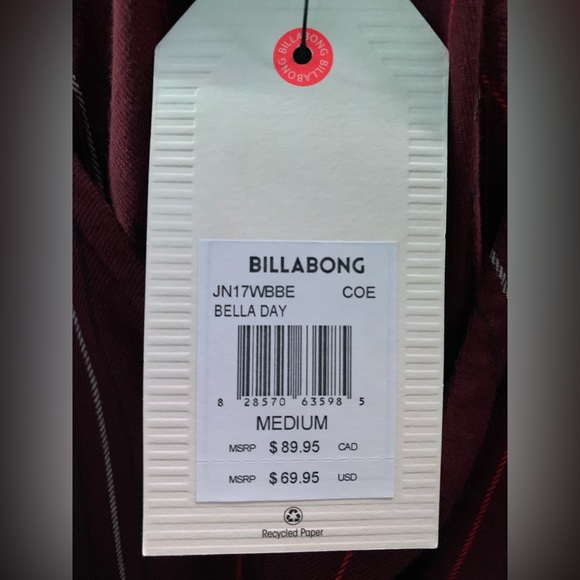 BILLABONG BILLABONG
BILLABONG
JN17WBBE COE
BELLA DAY
8 28570 63598 5
MEDIUM
MSRP $ 89.95 CAD
MSRP $ 69.95 USD
Recycled Paper